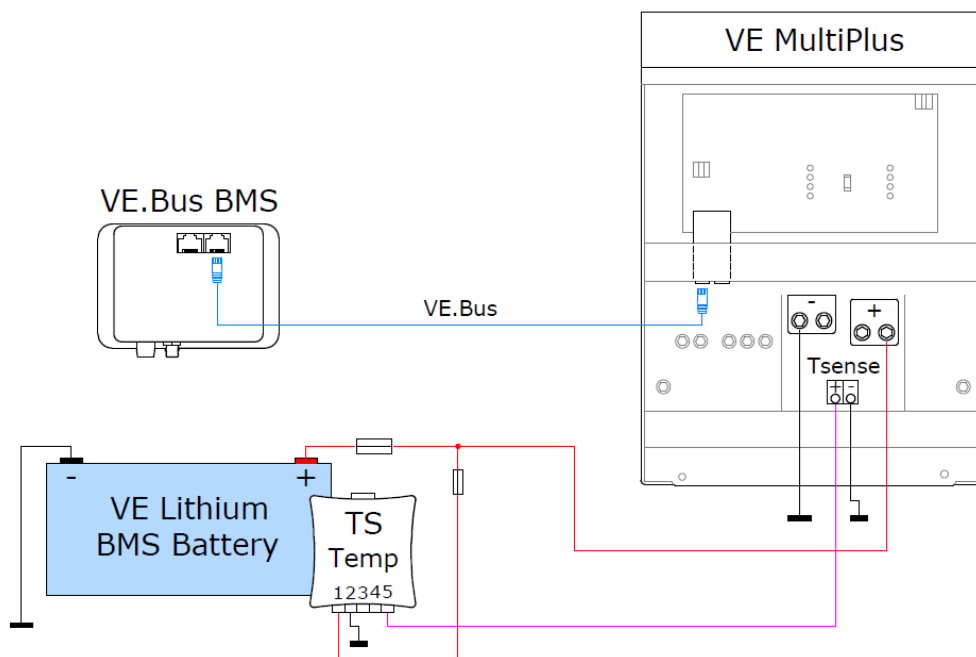 VE MultiPlus
VE.Bus BMS
VE.Bus
- +
Tsense
+ -
- +
VE Lithium
BMS Battery
TS
Temp
12345